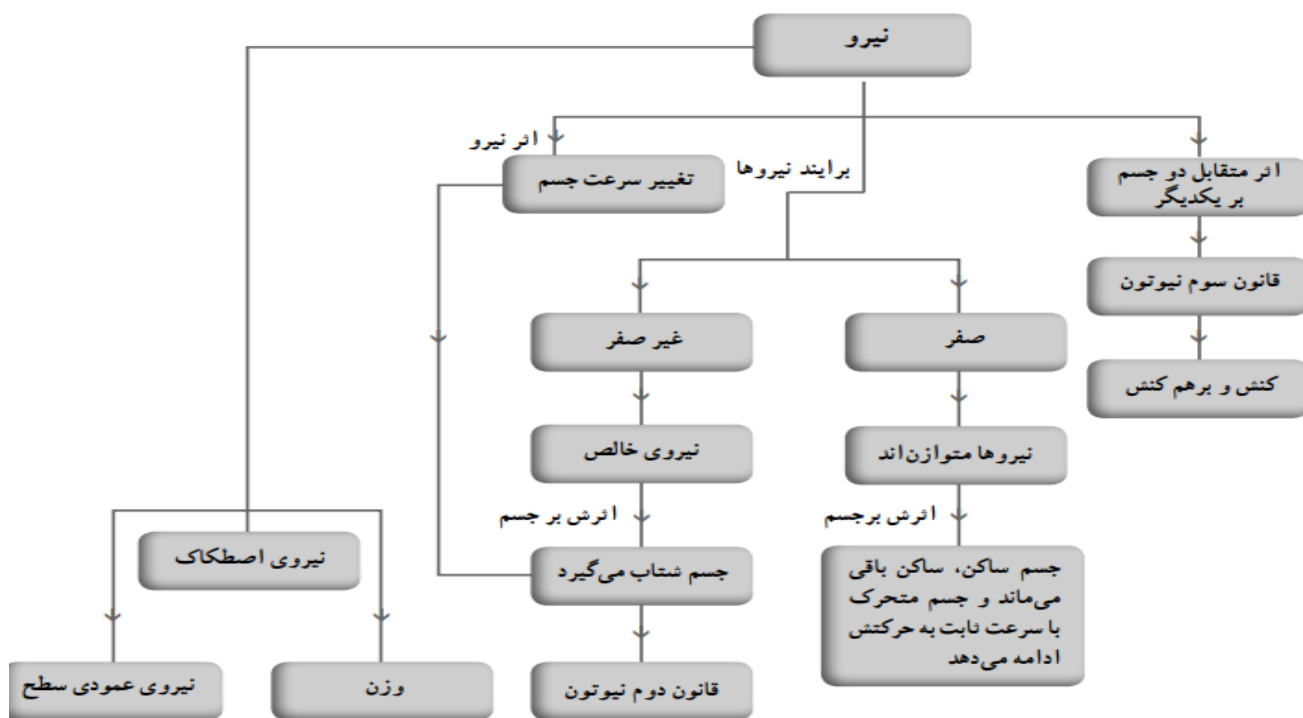 نیرو
اثر نیرو
تغییر سرعت جسم
برایند نیروها
اثر متقابل دو جسم
بر یکدیگر
قانون سوم نیوتون
کنش و برهم کنش
غیر صفر
صفر
نیروی خالص
نیروها متوازن‌اند
اثرش بر جسم
اثرش برجسم
جسم شتاب می‌گیرد
جسم ساکن، ساکن باقی
می‌ماند و جسم متحرک
با سرعت ثابت به حرکتش
ادامه می‌دهد
قانون دوم نیوتون
نیروی اصطکاک
وزن
نیروی عمودی سطح